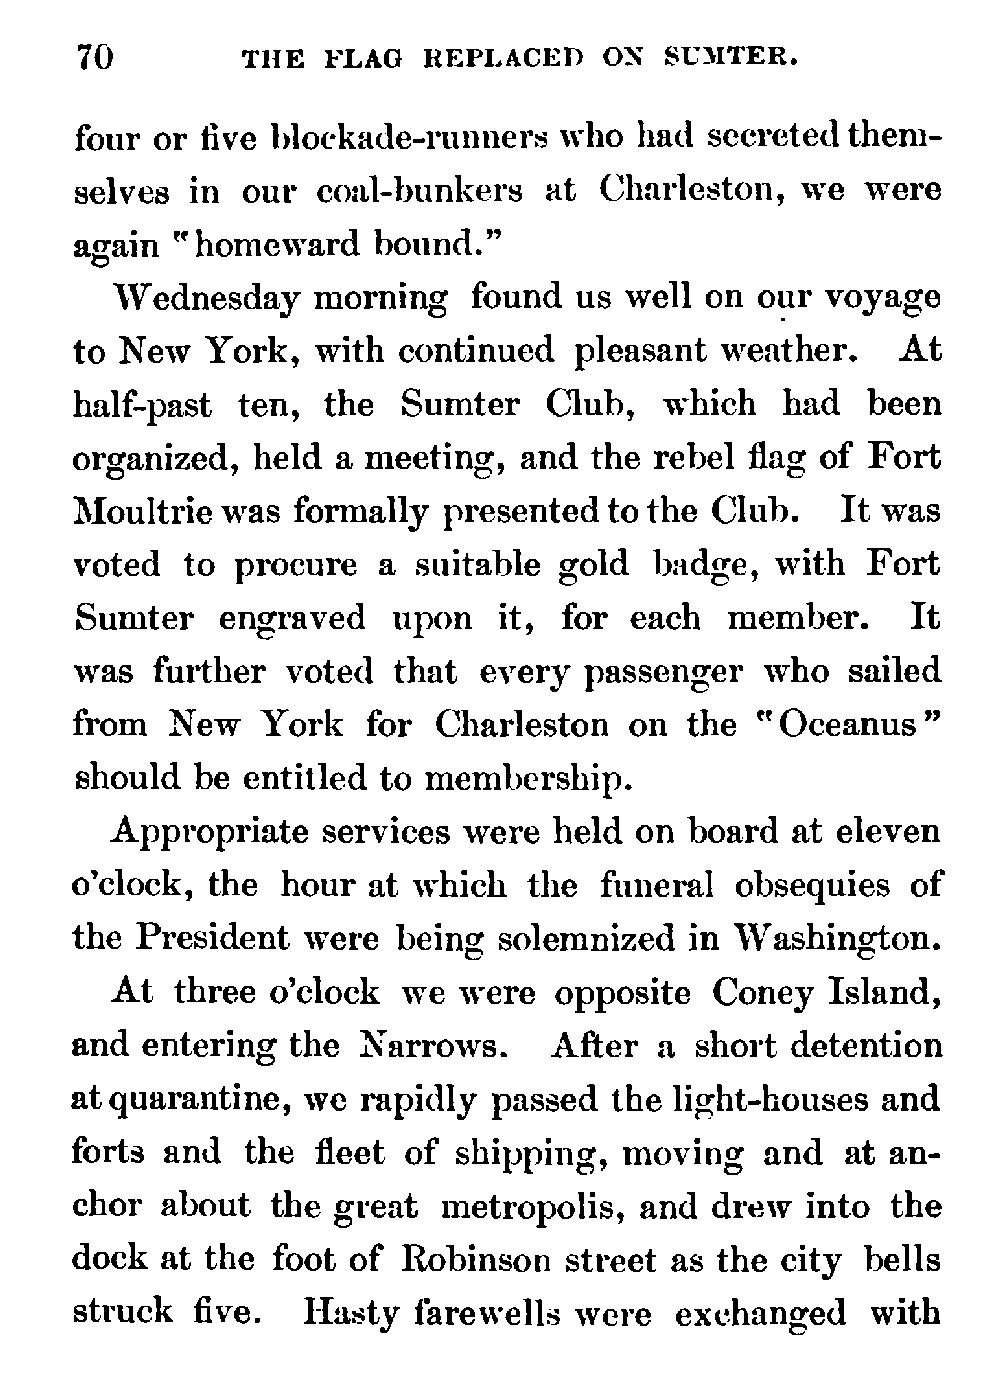 70 THE FLAG REPLACED ON SUMTER.
four or five blockade-runners who had secreted them-
selves in our coal-bunkers at Charleston, we were
again "homeward bound."
Wednesday morning found us well on our voyage
to New York, with continued pleasant weather. At
half-past ten, the Sumter Club, which had been
organized, held a meeting, and the rebel flag of Fort
Moultrie was formally presented to the Club. It was
voted to procure a suitable gold badge, with Fort
Sumter engraved upon it, for each member. It
was further voted that every passenger who sailed
from New York for Charleston on the "Oceanus"
should be entitled to membership.
Appropriate services were held on board at eleven
o'clock, the hour at which the funeral obsequies of
the President were being solemnized in Washington.
At three o'clock we were opposite Coney Island,
and entering the Narrows. After a short detention
at quarantine, we rapidly passed the light-houses and
forts and the fleet of shipping, moving and at an-
chor about the great metropolis, and drew into the
dock at the foot of Robinson street as the city bells
struck five. Hasty farewells were exchanged with